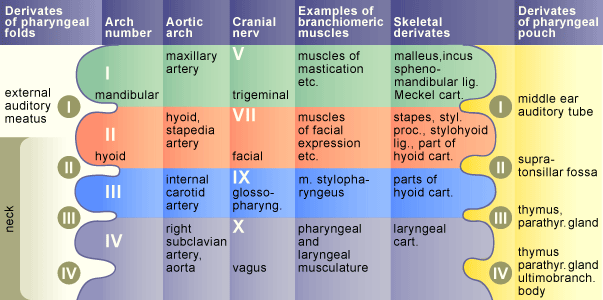 Derivates of pharyngeal folds
Arch number
Aortic arch
Cranial nerv
Examples of branchiomeric muscles
Skeletal derivates
Derivates of pharyngeal pouch
external auditory meatus
I
I
mandibular
maxillary artery
V
trigeminal
muscles of mastication etc.
malleus,incus spheno-mandibular lig. Meckel cart.
I
middle ear auditory tube
II
II
hyoid
hyoid, stapedia artery
VII
facial
muscles of facial expression etc.
stapes, styl. proc., stylohyoid lig., part of hyoid cart.
II
supra-tonsillar fossa
neck
III
III
internal carotid artery
IX
glosso-pharyng.
m. stylopha-ryngeus
parts of hyoid cart.
III
thymus, parathyr. gland
IV
IV
right subclavian artery, aorta
X
vagus
pharyngeal and laryngeal musculature
laryngeal cart.
IV
thymus parathyr. gland ultimobranch. body